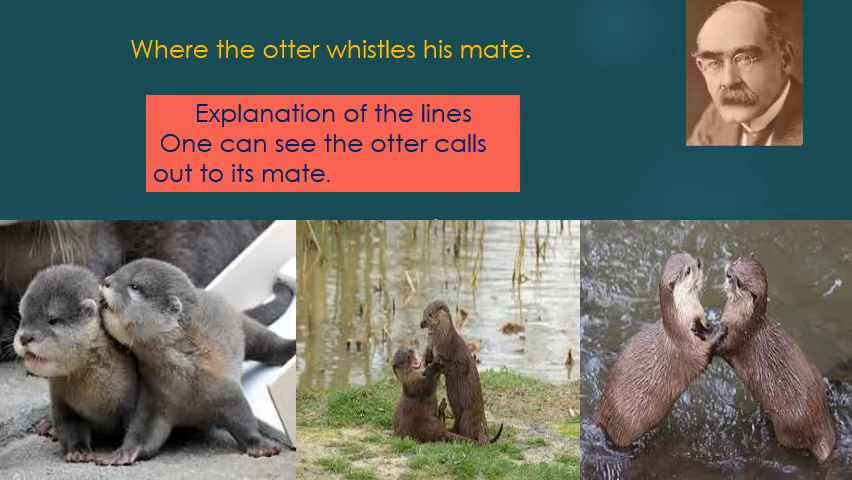 Where the otter whistles his mate.
Explanation of the lines
One can see the otter calls
out to its mate.